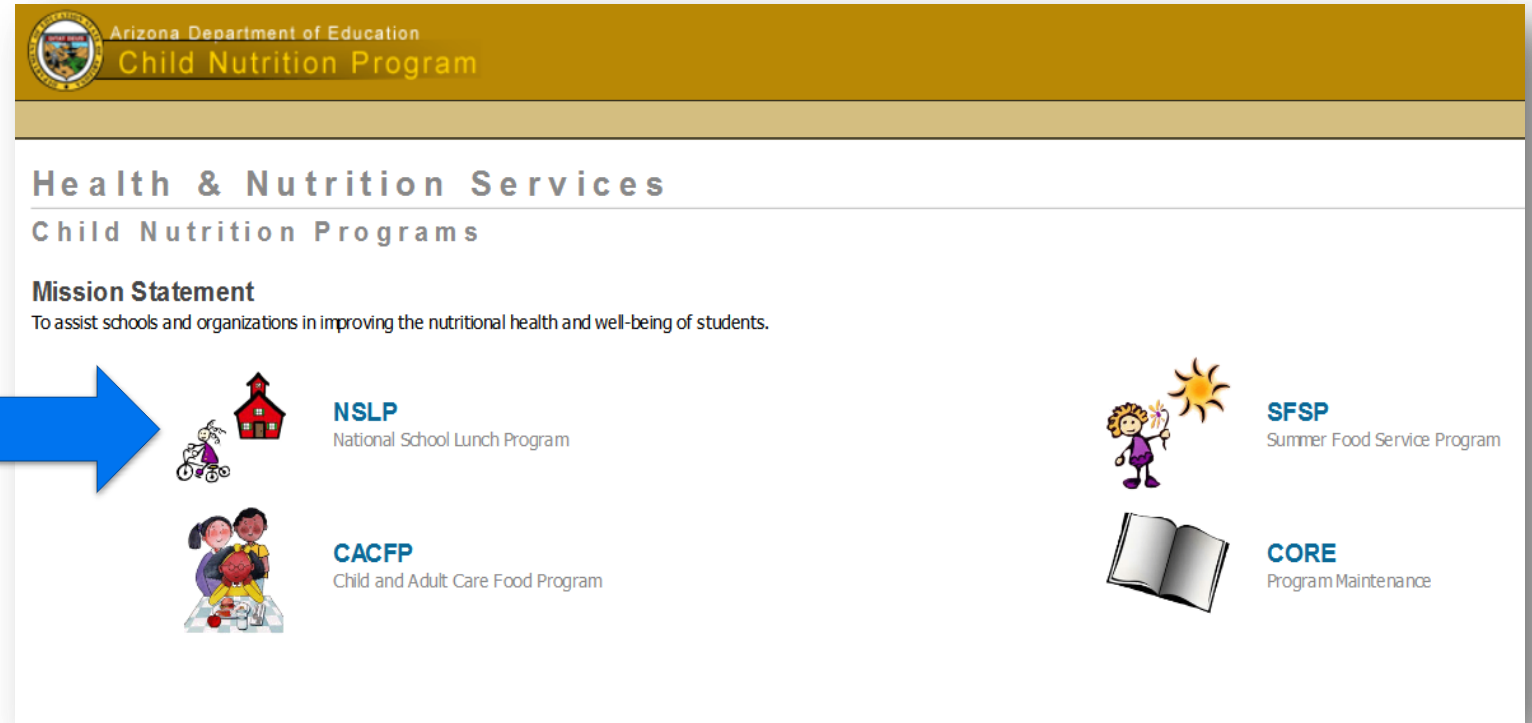 Arizona Department of Education
Child Nutrition Program
Health & Nutrition Services
Child Nutrition Programs
Mission Statement
To assist schools and organizations in improving the nutritional health and well-being of students.
NSLP
National School Lunch Program
SFSP
Summer Food Service Program
CACFP
Child and Adult Care Food Program
CORE
Program Maintenance